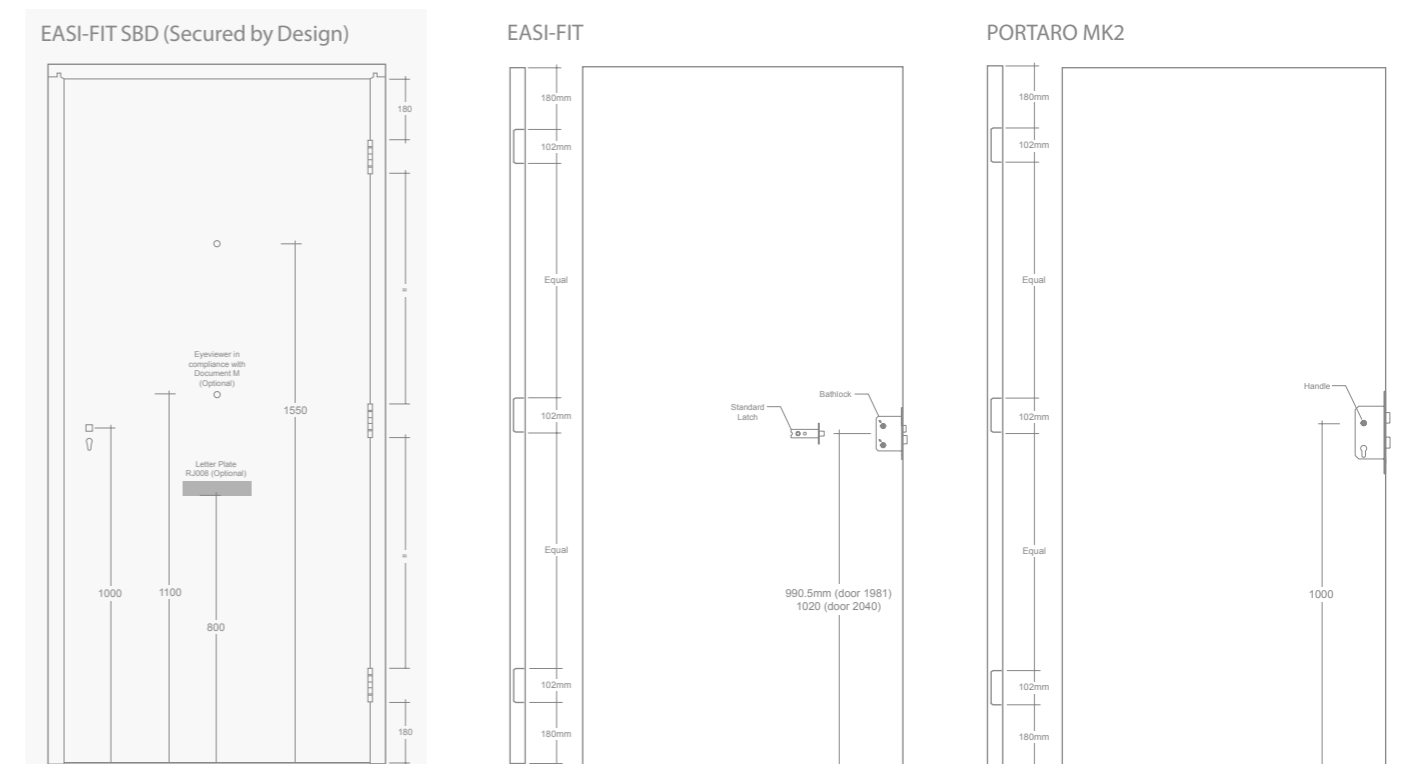 EASI-FIT SBD (Secured by Design)
180
=
Eyeviewer in
compliance with
Document M
(Optional)
1550
Letter Plate
RJ008 (Optional)
=
1000
1100
800
180
EASI-FIT
180mm
102mm
Equal
Standard
Latch
Bathlock
102mm
Equal
990.5mm (door 1981)
1020 (door 2040)
102mm
180mm
PORTARO MK2
180mm
102mm
Equal
Handle
102mm
Equal
1000
102mm
180mm